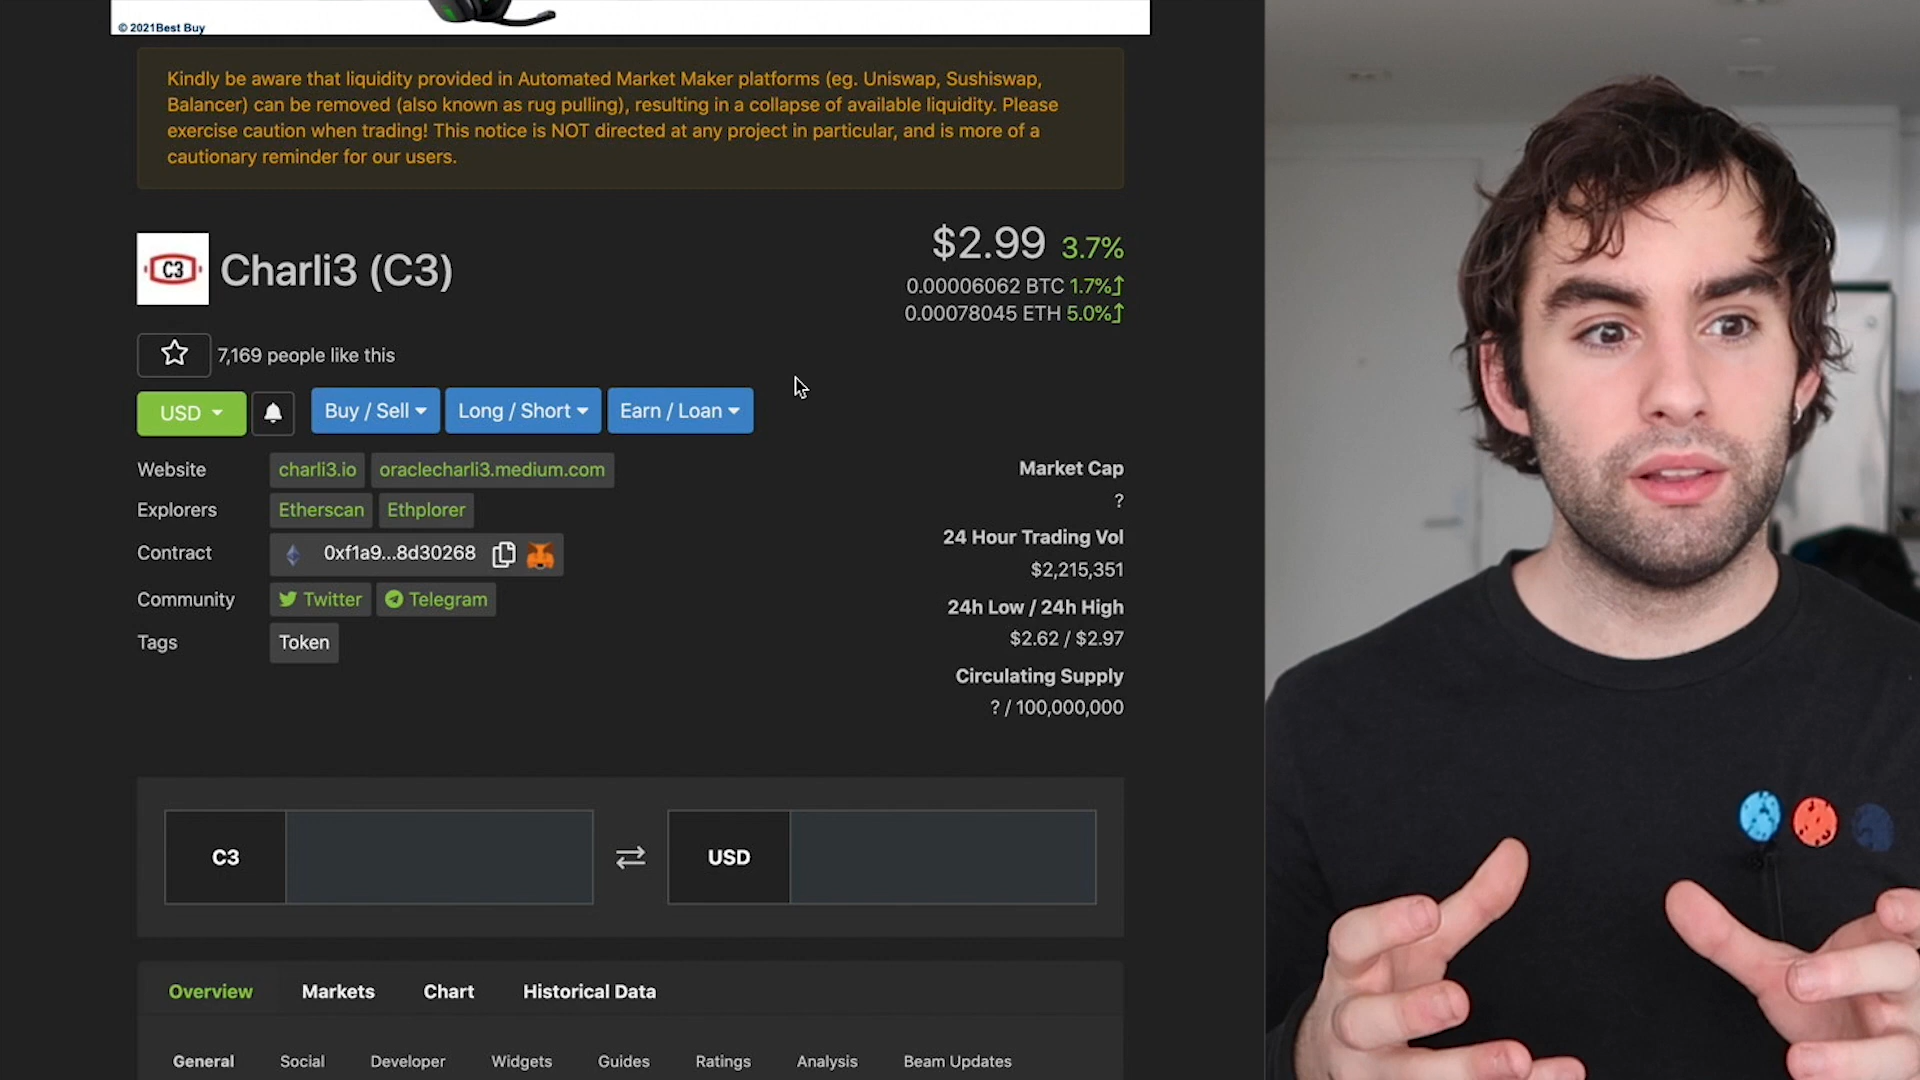 © 2021Best Buy
Kindly be aware that liquidity provided in Automated Market Maker platforms (eg. Uniswap, Sushiswap,
Balancer) can be removed (also known as rug pulling), resulting in a collapse of available liquidity. Please
exercise caution when trading! This notice is NOT directed at any project in particular, and is more of a
cautionary reminder for our users.
C3 Charli3 (C3)
$2.99 3.7%
0.00006062 BTC 1.7%
0.00078045 ETH 5.0%
7,169 people like this
USD Buy / Sell Long / Short Earn / Loan
Website charli3.io oraclecharli3.medium.com
Explorers Etherscan Ethplorer
Contract 0xf1a9...8d30268
Community Twitter Telegram
Tags Token
Market Cap
?
24 Hour Trading Vol
$2,215,351
24h Low / 24h High
$2.62 / $2.97
Circulating Supply
? / 100,000,000
C3 USD
Overview Markets Chart Historical Data
General Social Developer Widgets Guides Ratings Analysis Beam Updates